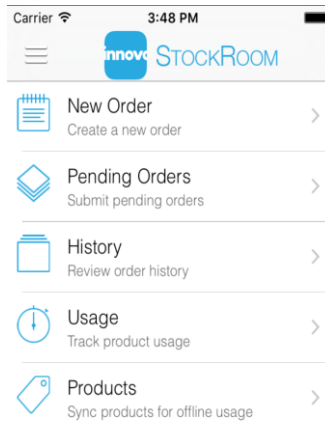 Carrier 3:48 PM
innovo STOCKROOM
New Order
Create a new order
Pending Orders
Submit pending orders
History
Review order history
Usage
Track product usage
Products
Sync products for offline usage